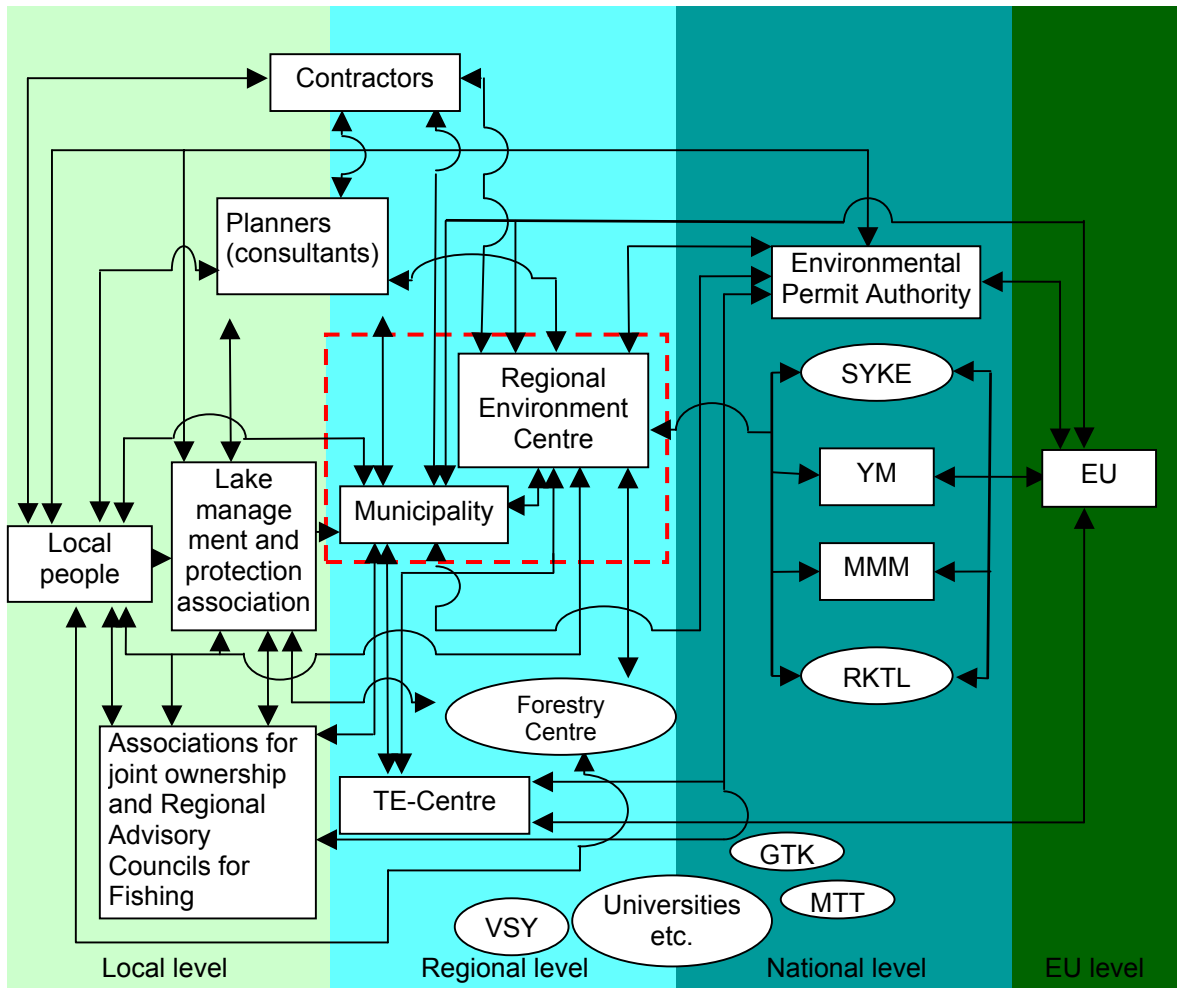 Contractors
Planners
(consultants)
Environmental
Permit Authority
Regional
Environment
Centre
SYKE
YM
EU
Lake
manage
ment and
protection
association
Municipality
Local
people
MMM
RKTL
Forestry
Centre
Associations for
joint ownership
and Regional
Advisory
Councils for
Fishing
TE-Centre
GTK
MTT
Universities
etc.
VSY
Local level
Regional level
National level
EU level